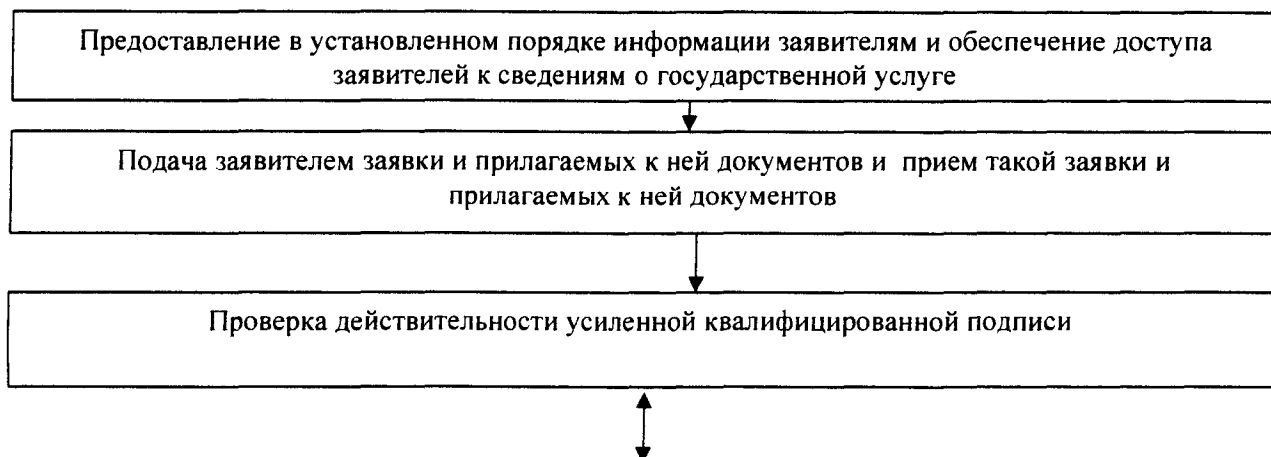 Предоставление в установленном порядке информации заявителям и обеспечение доступа
заявителей к сведениям о государственной услуге
Подача заявителем заявки и прилагаемых к ней документов и прием такой заявки и
прилагаемых к ней документов
Проверка действительности усиленной квалифицированной подписи